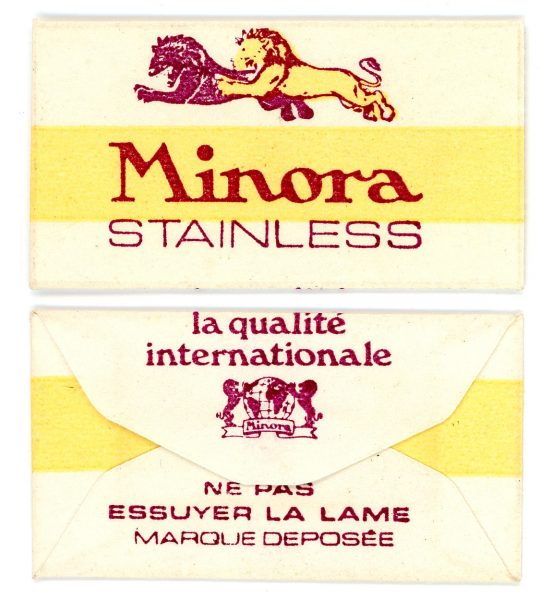 Minora
STAINLESS
la qualité
internationale
Minora
NE PAS
ESSUYER LA LAME
MARQUE DEPOSÉE